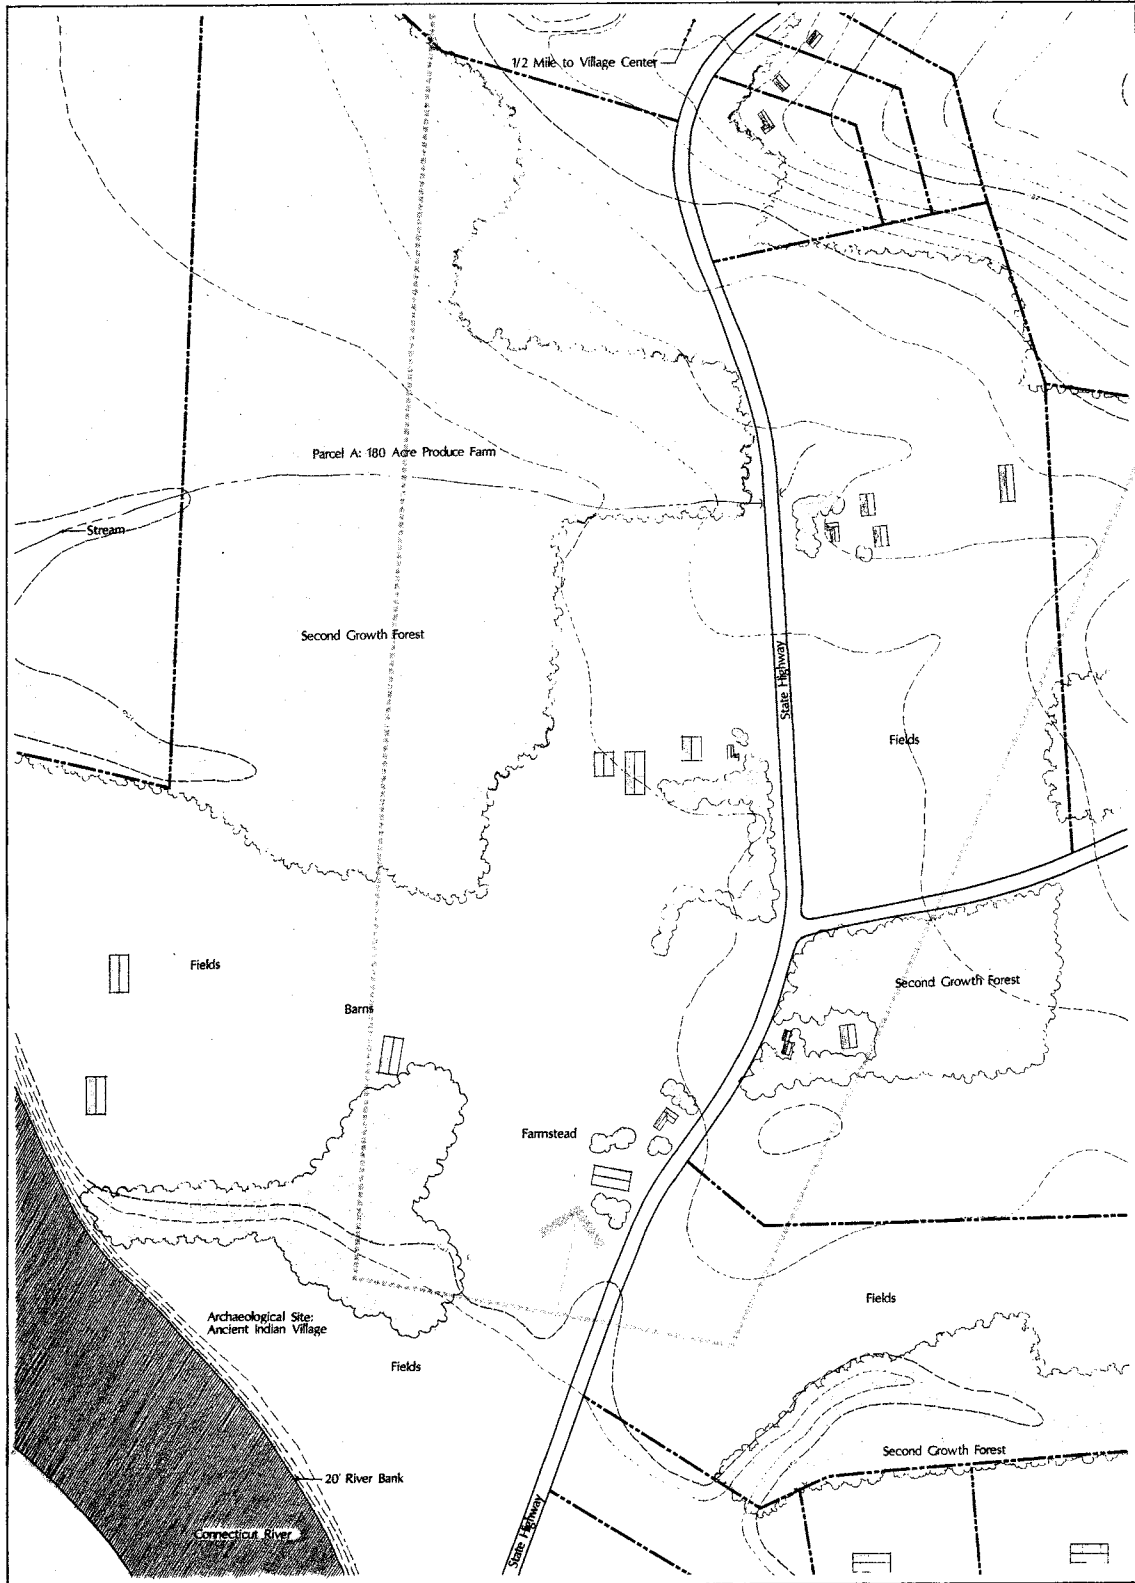 1/2 Mile to Village Center
Parcel A: 180 Acre Produce Farm
Stream
Second Growth Forest
State Highway
Fields
Fields
Second Growth Forest
Barns
Farmstead
Fields
Archaeological Site:
Ancient Indian Village
Fields
Second Growth Forest
20' River Bank
State Highway
Connecticut River